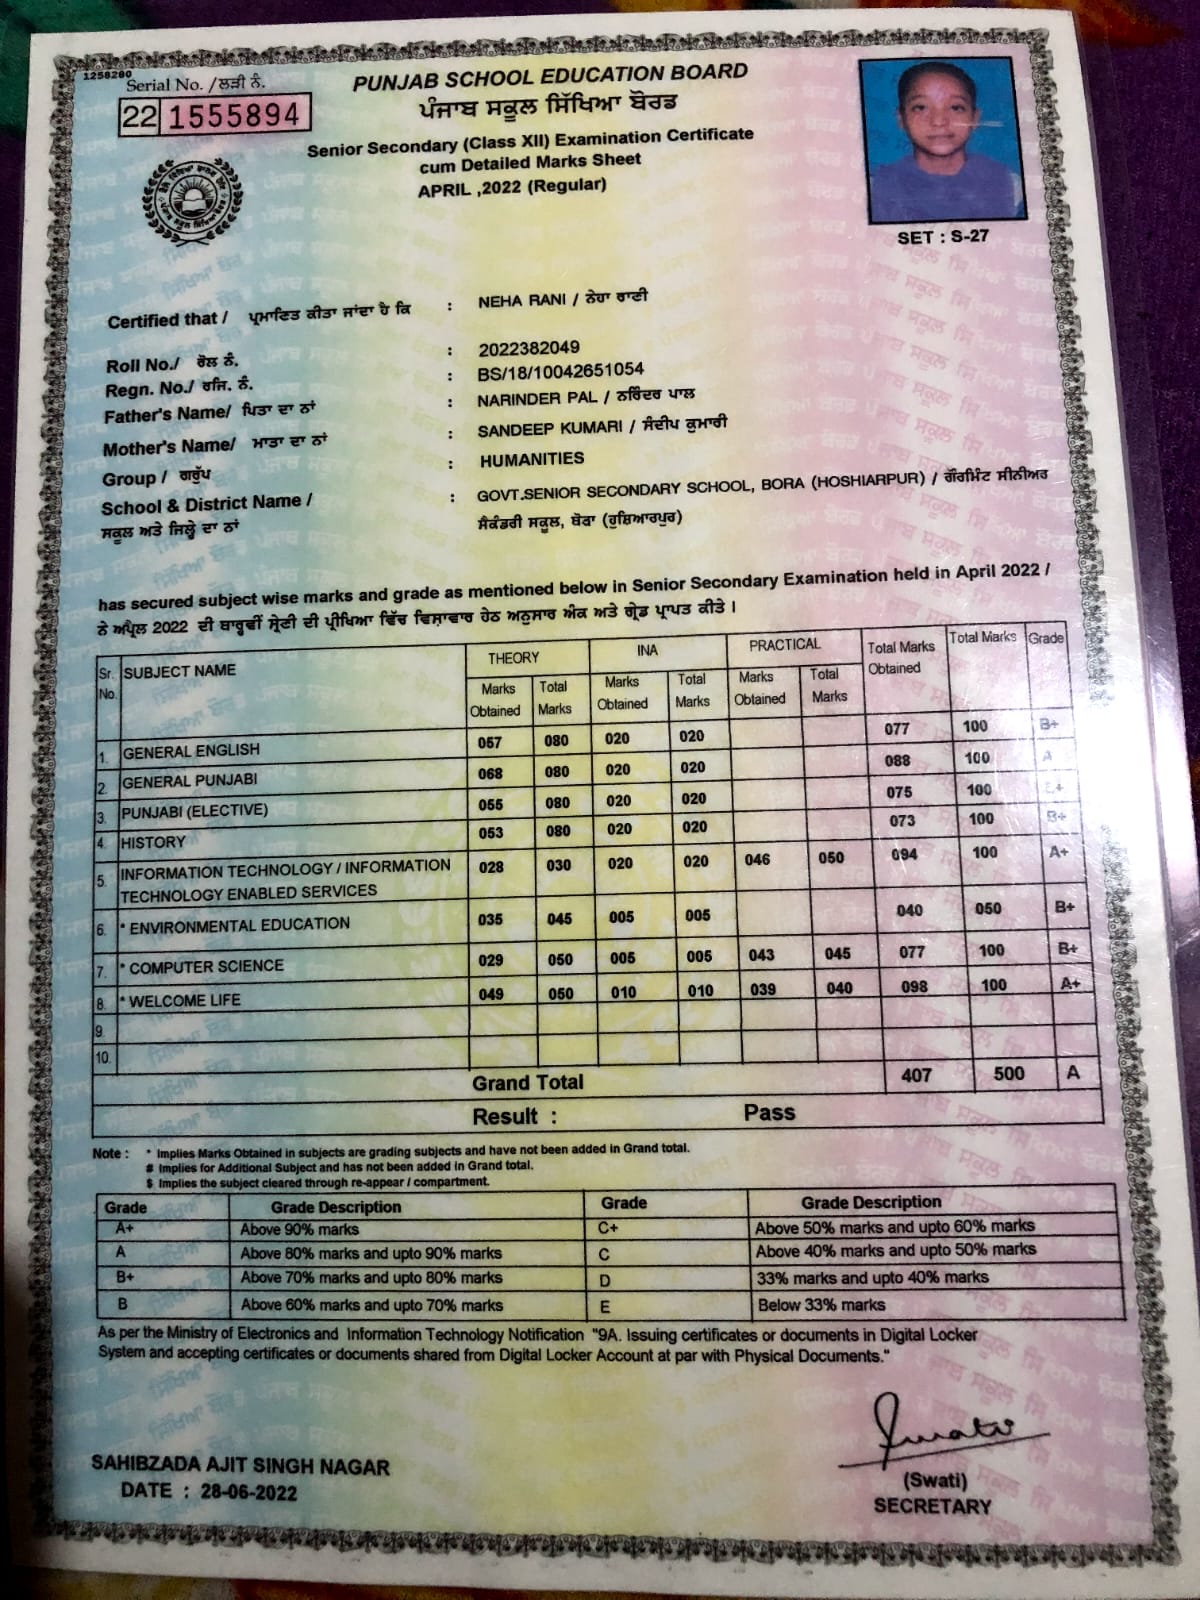 1258280
Serial No. /ਲੜੀ ਨੰ.
22 1555894
PUNJAB SCHOOL EDUCATION BOARD
ਪੰਜਾਬ ਸਕੂਲ ਸਿੱਖਿਆ ਬੋਰਡ
Senior Secondary (Class XII) Examination Certificate
cum Detailed Marks Sheet
APRIL ,2022 (Regular)
SET : S-27
Certified that / ਪ੍ਰਮਾਣਿਤ ਕੀਤਾ ਜਾਂਦਾ ਹੈ ਕਿ : NEHA RANI / ਨੇਹਾ ਰਾਣੀ
Roll No./ ਰੋਲ ਨੰ. : 2022382049
Regn. No./ ਰਜਿ. ਨੰ. : BS/18/10042651054
Father's Name/ ਪਿਤਾ ਦਾ ਨਾਂ : NARINDER PAL / ਨਰਿੰਦਰ ਪਾਲ
Mother's Name/ ਮਾਤਾ ਦਾ ਨਾਂ : SANDEEP KUMARI / ਸੰਦੀਪ ਕੁਮਾਰੀ
Group / ਗਰੁੱਪ : HUMANITIES
School & District Name / : GOVT.SENIOR SECONDARY SCHOOL, BORA (HOSHIARPUR) / ਗੌਰਮਿੰਟ ਸੀਨੀਅਰ
ਸਕੂਲ ਅਤੇ ਜਿਲ੍ਹੇ ਦਾ ਨਾਂ ਸੈਕੰਡਰੀ ਸਕੂਲ, ਬੋੜਾ (ਹੁਸ਼ਿਆਰਪੁਰ)
has secured subject wise marks and grade as mentioned below in Senior Secondary Examination held in April 2022 /
ਨੇ ਅਪ੍ਰੈਲ 2022 ਦੀ ਬਾਰ੍ਹਵੀਂ ਸ਼੍ਰੇਣੀ ਦੀ ਪ੍ਰੀਖਿਆ ਵਿੱਚ ਵਿਸ਼ਾਵਾਰ ਹੇਠ ਅਨੁਸਾਰ ਅੰਕ ਅਤੇ ਗ੍ਰੇਡ ਪ੍ਰਾਪਤ ਕੀਤੇ ।
Sr. No. SUBJECT NAME THEORY INA PRACTICAL Total Marks Obtained Total Marks Grade
Marks Obtained Total Marks Marks Obtained Total Marks Marks Obtained Total Marks
1. GENERAL ENGLISH 057 080 020 020 077 100 B+
2. GENERAL PUNJABI 068 080 020 020 088 100 A
3. PUNJABI (ELECTIVE) 055 080 020 020 075 100
4. HISTORY 053 080 020 020 073 100 B+
5. INFORMATION TECHNOLOGY / INFORMATION 028 030 020 020 046 050 094 100 A+
TECHNOLOGY ENABLED SERVICES
6. * ENVIRONMENTAL EDUCATION 035 045 005 005 040 050 B+
7. * COMPUTER SCIENCE 029 050 005 005 043 045 077 100 B+
8. * WELCOME LIFE 049 050 010 010 039 040 098 100 A+
9.
10.
Grand Total 407 500 A
Result : Pass
Note : * Implies Marks Obtained in subjects are grading subjects and have not been added in Grand total.
# Implies for Additional Subject and has not been added in Grand total.
$ Implies the subject cleared through re-appear / compartment.
Grade Grade Description Grade Grade Description
A+ Above 90% marks C+ Above 50% marks and upto 60% marks
A Above 80% marks and upto 90% marks C Above 40% marks and upto 50% marks
B+ Above 70% marks and upto 80% marks D 33% marks and upto 40% marks
B Above 60% marks and upto 70% marks E Below 33% marks
As per the Ministry of Electronics and Information Technology Notification "9A. Issuing certificates or documents in Digital Locker
System and accepting certificates or documents shared from Digital Locker Account at par with Physical Documents."
Swati
SAHIBZADA AJIT SINGH NAGAR
DATE : 28-06-2022
(Swati)
SECRETARY